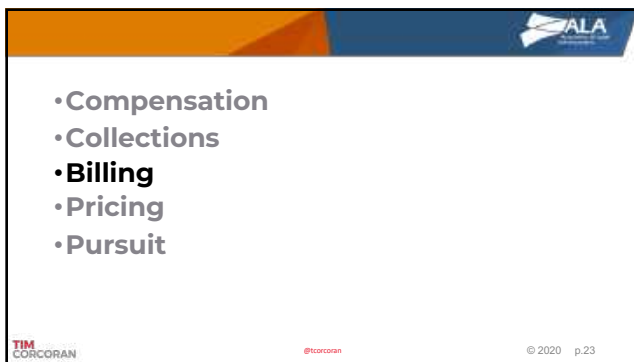 ALA
•Compensation
•Collections
•Billing
•Pricing
•Pursuit
TIM
CORCORAN
@tcorcoran
© 2020 p.23